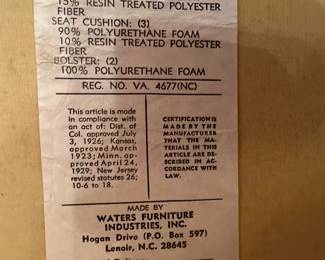 15% RESIN TREATED POLYESTER
FIBER
SEAT CUSHION: (3)
90% POLYURETHANE FOAM
10% RESIN TREATED POLYESTER
FIBER
BOLSTER: (2)
100% POLYURETHANE FOAM
REG. NO. VA. 4677(NC)
This article is made
in compliance with
an act of: Dist. of
Col. approved July
3, 1926; Kansas,
approved March
1923; Minn. ap-
proved April 24,
1929; New Jersey
revised statutes 26;
10-6 to 18.
CERTIFICATION IS
MADE BY THE
MANUFACTURER
THAT THE MA-
TERIALS IN THIS
ARTICLE ARE DE-
SCRIBED IN AC-
CORDANCE WITH
LAW.
MADE BY
WATERS FURNITURE
INDUSTRIES, INC.
Hogan Drive (P.O. Box 597)
Lenoir, N.C. 28645